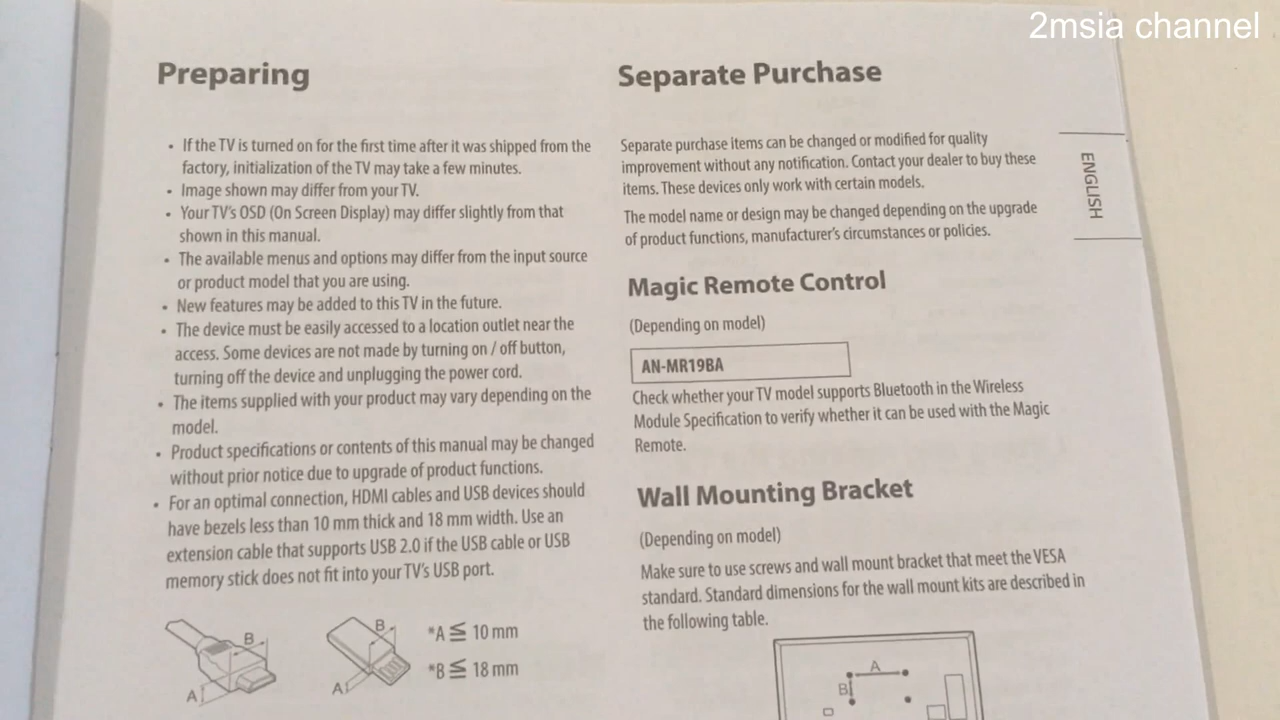 2msia channel
Preparing
• If the TV is turned on for the first time after it was shipped from the
factory, initialization of the TV may take a few minutes.
• Image shown may differ from your TV.
• Your TV's OSD (On Screen Display) may differ slightly from that
shown in this manual.
• The available menus and options may differ from the input source
or product model that you are using.
• New features may be added to this TV in the future.
• The device must be easily accessed to a location outlet near the
access. Some devices are not made by turning on / off button,
turning off the device and unplugging the power cord.
• The items supplied with your product may vary depending on the
model.
• Product specifications or contents of this manual may be changed
without prior notice due to upgrade of product functions.
• For an optimal connection, HDMI cables and USB devices should
have bezels less than 10 mm thick and 18 mm width. Use an
extension cable that supports USB 2.0 if the USB cable or USB
memory stick does not fit into your TV's USB port.
B
A
B
A
*A ≦ 10 mm
*B ≦ 18 mm
Separate Purchase
Separate purchase items can be changed or modified for quality
improvement without any notification. Contact your dealer to buy these
items. These devices only work with certain models.
The model name or design may be changed depending on the upgrade
of product functions, manufacturer's circumstances or policies.
Magic Remote Control
(Depending on model)
AN-MR19BA
Check whether your TV model supports Bluetooth in the Wireless
Module Specification to verify whether it can be used with the Magic
Remote.
Wall Mounting Bracket
(Depending on model)
Make sure to use screws and wall mount bracket that meet the VESA
standard. Standard dimensions for the wall mount kits are described in
the following table.
A
B
ENGLISH